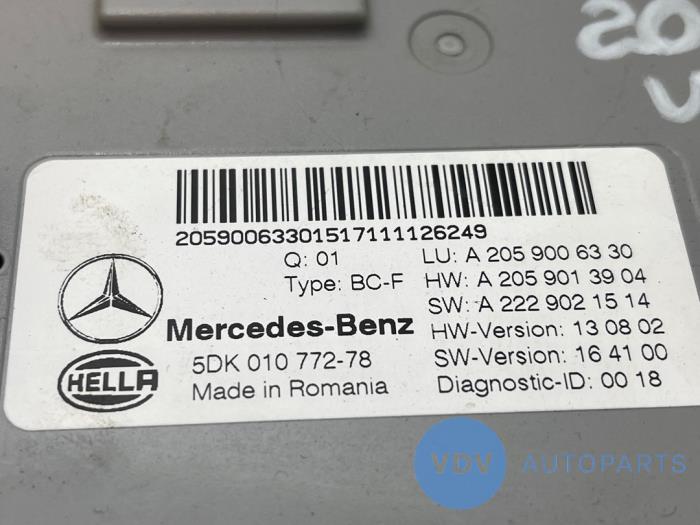 205
20590063301517111126249
Q: 01
LU: A 205 900 63 30
Type: BC-F
HW: A 205 901 39 04
SW: A 222 902 15 14
Mercedes-Benz
HW-Version: 13 08 02
5DK 010 772-78
SW-Version: 16 41 00
HELLA
Made in Romania
Diagnostic-ID: 00 18
VDV AUTOPARTS